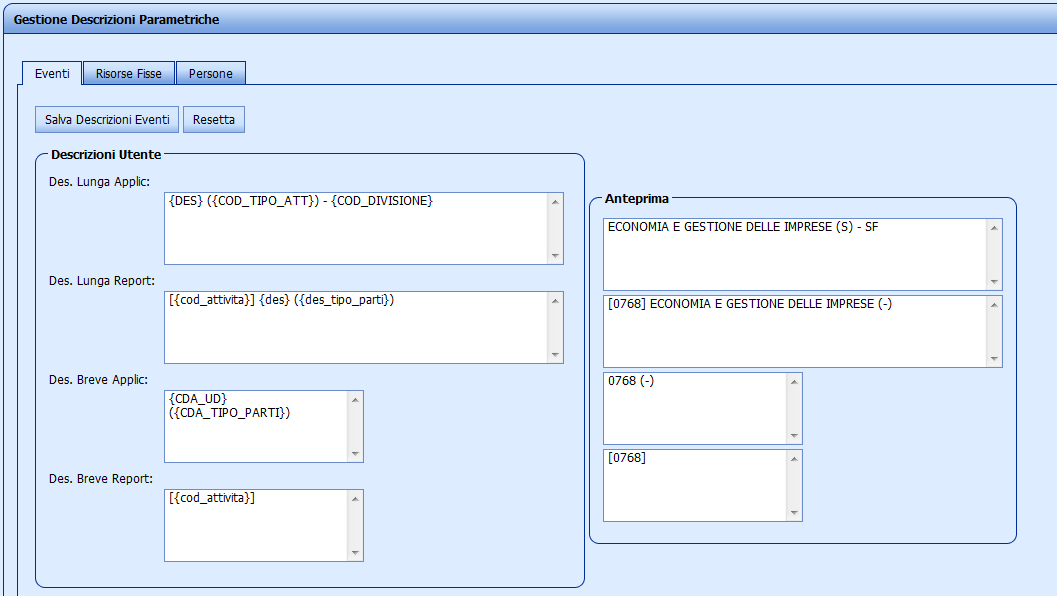 Gestione Descrizioni Parametriche
Eventi Risorse Fisse Persone
Salva Descrizioni Eventi Resetta
Descrizioni Utente
Des. Lunga Applic:
{DES} ({COD_TIPO_ATT}) - {COD_DIVISIONE}
Des. Lunga Report:
[{cod_attivita}] {des} ({des_tipo_parti})
Des. Breve Applic:
{CDA_UD}
({CDA_TIPO_PARTI})
Des. Breve Report:
[{cod_attivita}]
Anteprima
ECONOMIA E GESTIONE DELLE IMPRESE (S) - SF
[0768] ECONOMIA E GESTIONE DELLE IMPRESE (-)
0768 (-)
[0768]